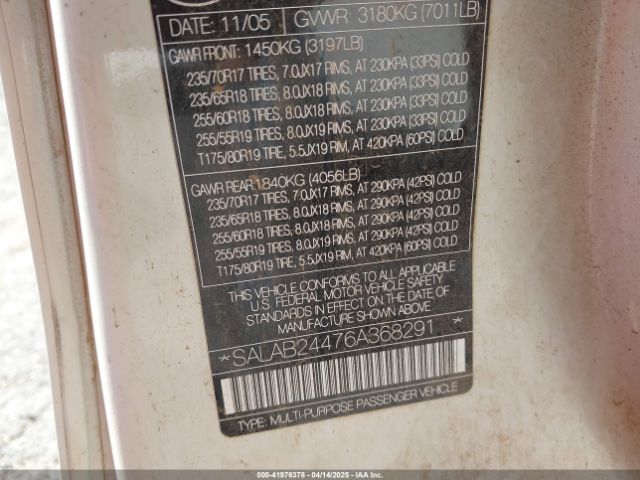 DATE: 11/05 GVWR: 3180KG (7011LB)
GAWR FRONT: 1450KG (3197LB)
235/70R17 TIRES, 7.0JX17 RIMS, AT 230KPA (33PSI) COLD
235/65R18 TIRES, 8.0JX18 RIMS, AT 230KPA (33PSI) COLD
255/60R18 TIRES, 8.0JX18 RIMS, AT 230KPA (33PSI) COLD
255/55R19 TIRES, 8.0JX19 RIMS, AT 230KPA (33PSI) COLD
T175/80R19 TIRE, 5.5JX19 RIM, AT 420KPA (60PSI) COLD
GAWR REAR: 1840KG (4056LB)
235/70R17 TIRES, 7.0JX17 RIMS, AT 290KPA (42PSI) COLD
235/65R18 TIRES, 8.0JX18 RIMS, AT 290KPA (42PSI) COLD
255/60R18 TIRES, 8.0JX18 RIMS, AT 290KPA (42PSI) COLD
255/55R19 TIRES, 8.0JX19 RIMS, AT 290KPA (42PSI) COLD
T175/80R19 TIRE, 5.5JX19 RIM, AT 420KPA (60PSI) COLD
THIS VEHICLE CONFORMS TO ALL APPLICABLE
U.S. FEDERAL MOTOR VEHICLE SAFETY
STANDARDS IN EFFECT ON THE DATE OF
MANUFACTURE SHOWN ABOVE
*SALAB24476A368291*
TYPE: MULTI-PURPOSE PASSENGER VEHICLE
000-41976378 - 04/14/2025 - IAA Inc.